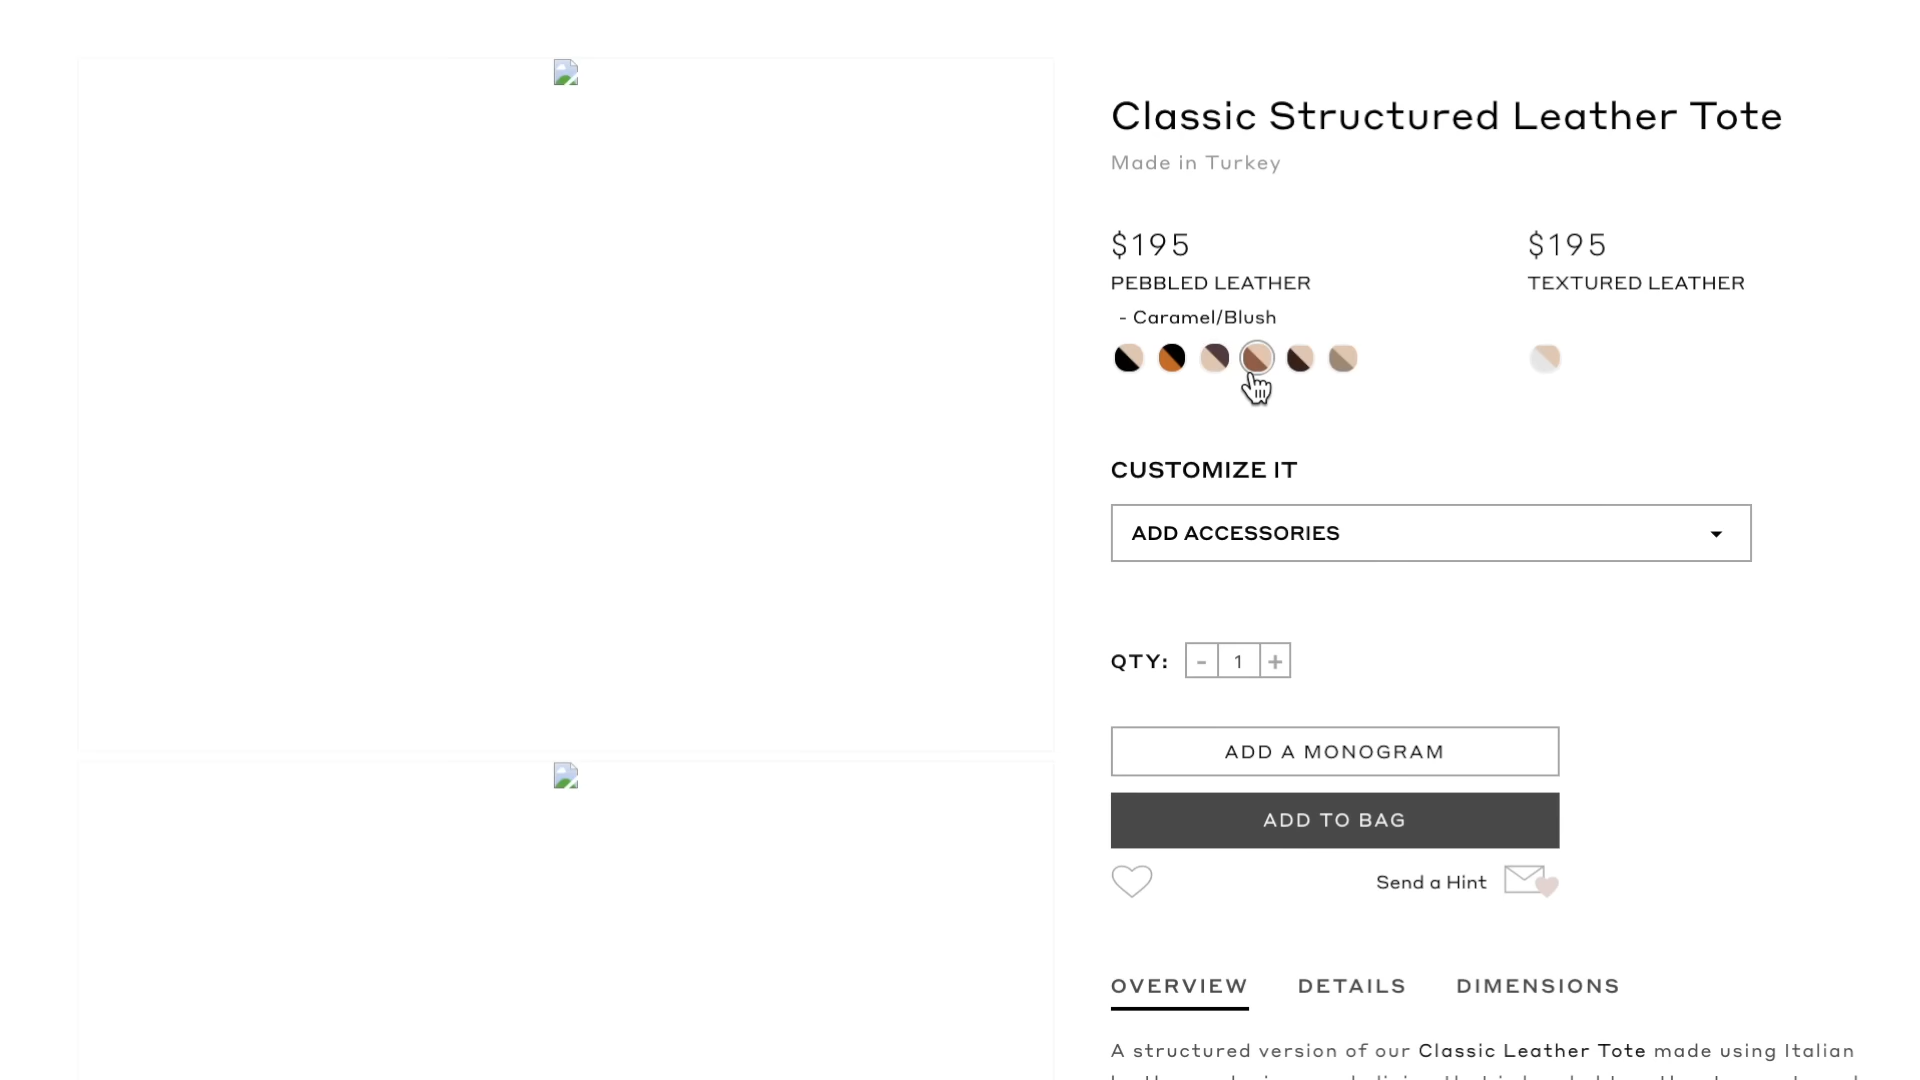 Classic Structured Leather Tote
Made in Turkey
$195
PEBBLED LEATHER
- Caramel/Blush
$195
TEXTURED LEATHER
CUSTOMIZE IT
ADD ACCESSORIES
QTY: - 1 +
ADD A MONOGRAM
ADD TO BAG
Send a Hint
OVERVIEW DETAILS DIMENSIONS
A structured version of our Classic Leather Tote made using Italian